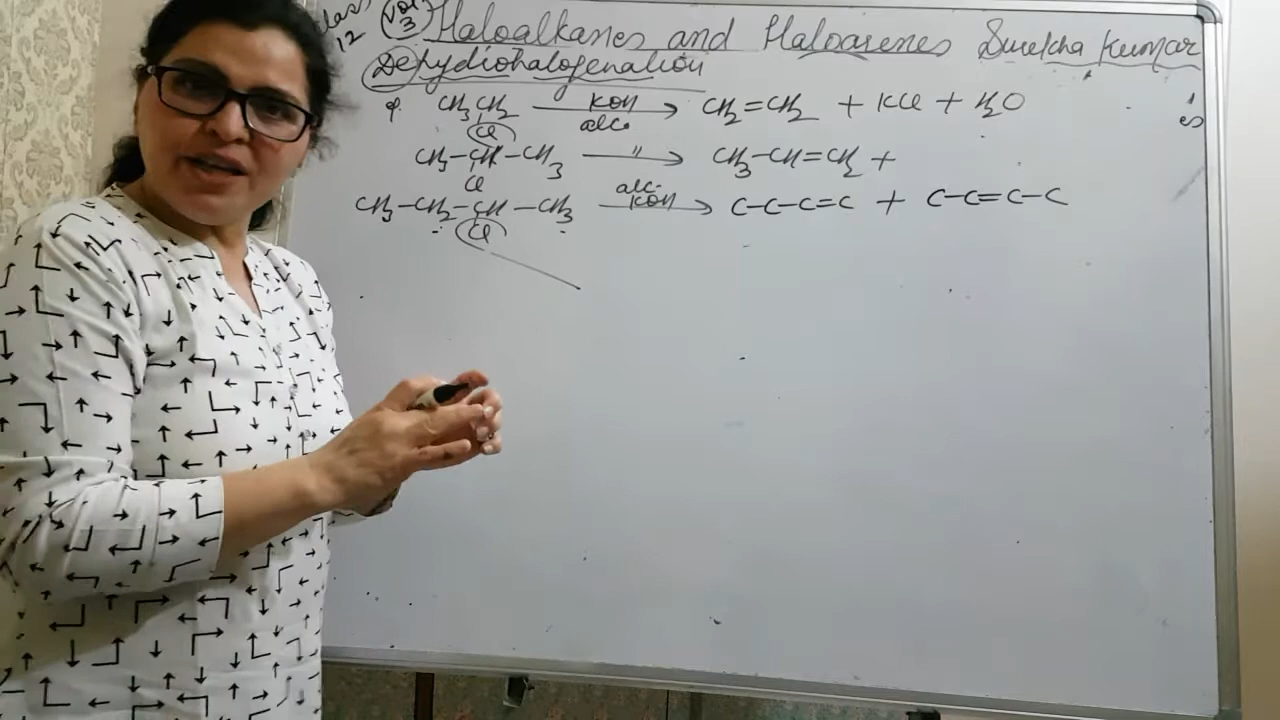 Class 12 Vol 3 Haloalkanes and Haloarenes Surekha Kumar
Dehydrohalogenation
CH3CH2 KOH alc. CH2=CH2 + KCl + H2O
Cl
CH3-CH-CH3 " CH3-CH=CH2 +
Cl
CH3-CH2-CH-CH3 alc. KOH C-C-C=C + C-C=C-C
Cl